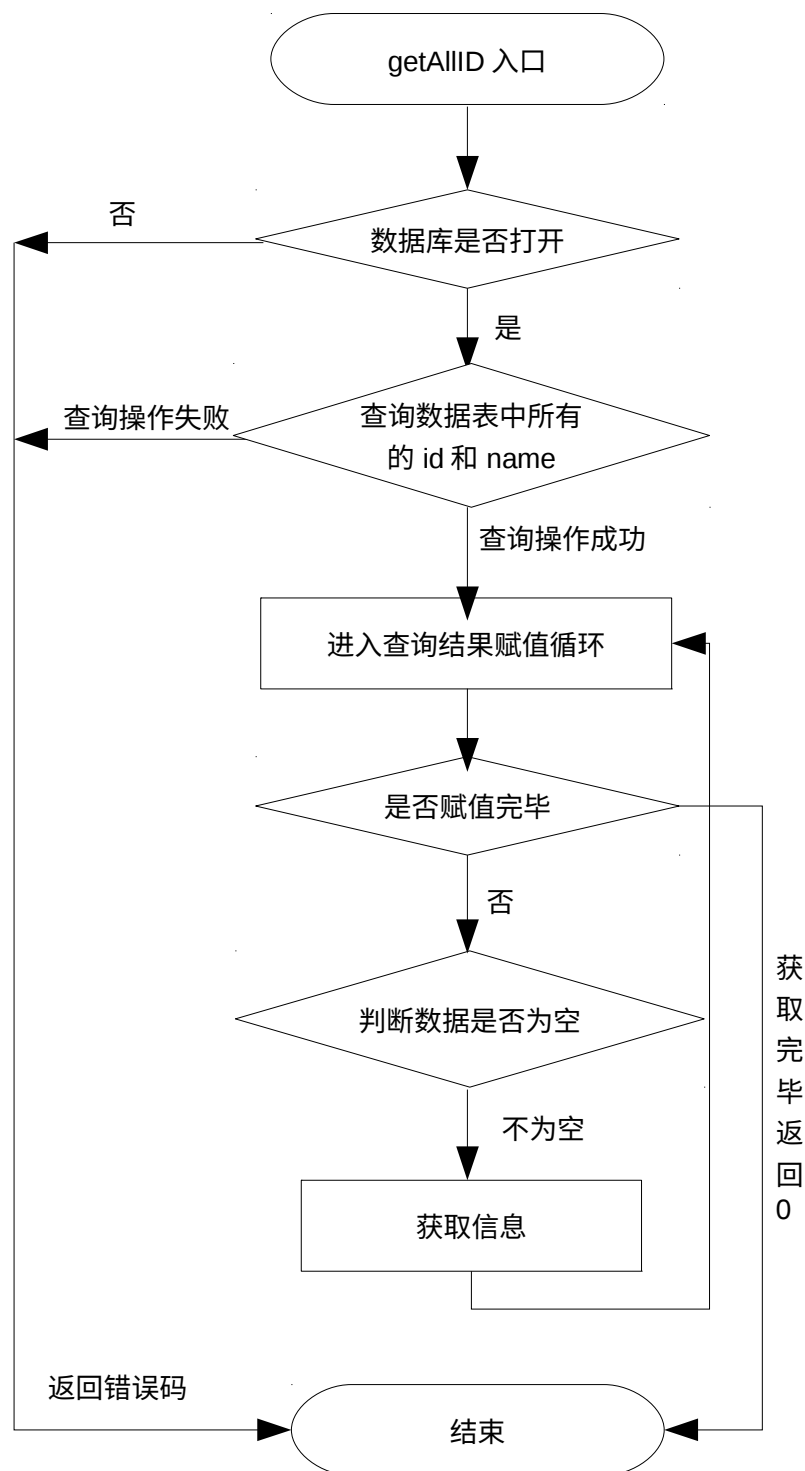 getAllID 入口
否
数据库是否打开
是
查询操作失败
查询数据表中所有
的 id 和 name
查询操作成功
进入查询结果赋值循环
是否赋值完毕
否
获取完毕返回0
判断数据是否为空
不为空
获取信息
返回错误码
结束